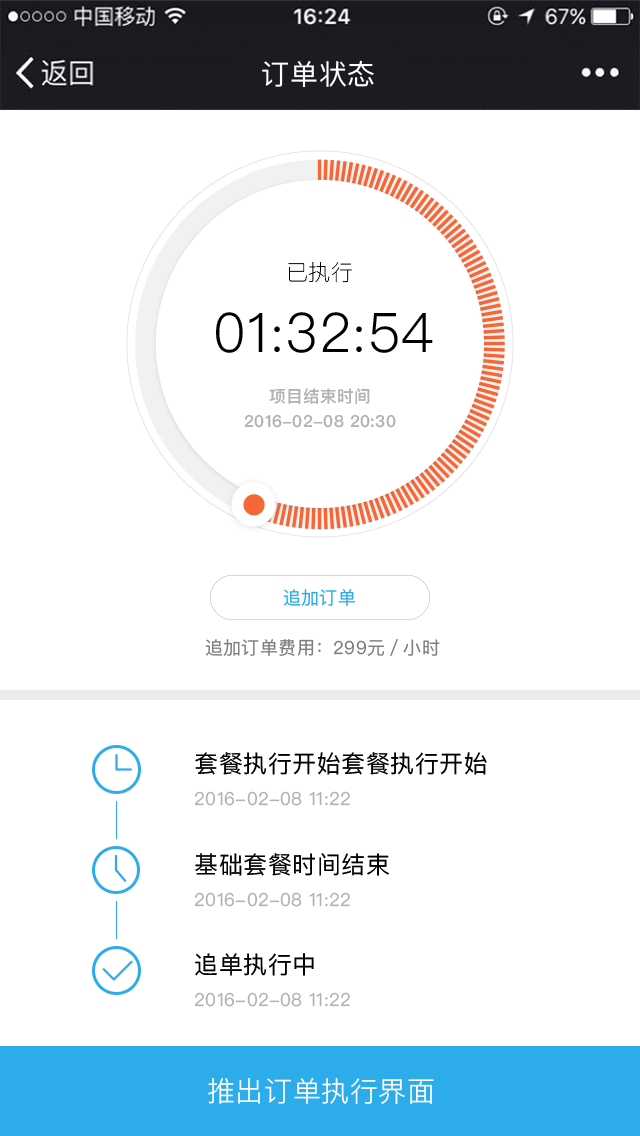 中国移动 16:24 67%
返回 订单状态
已执行
01:32:54
项目结束时间
2016-02-08 20:30
追加订单
追加订单费用：299元 / 小时
套餐执行开始套餐执行开始
2016-02-08 11:22
基础套餐时间结束
2016-02-08 11:22
追单执行中
2016-02-08 11:22
推出订单执行界面